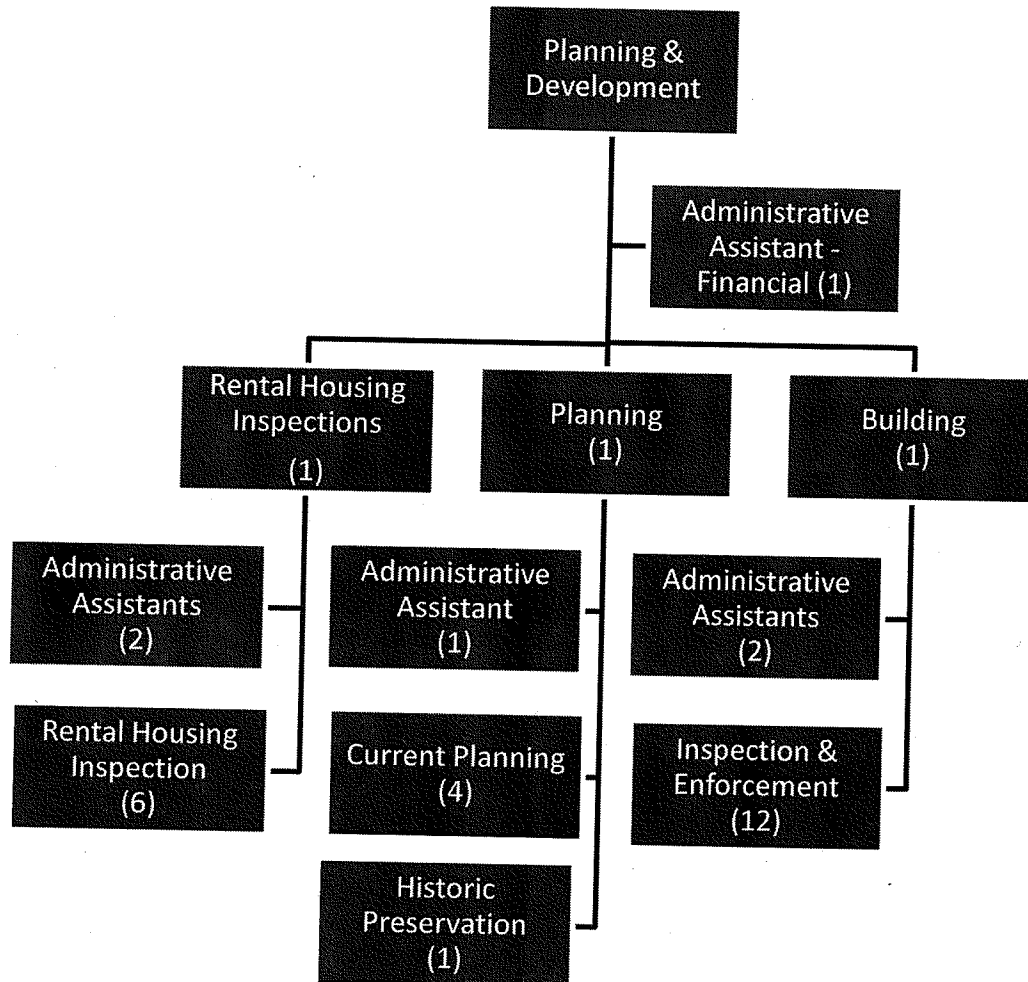 Planning &
Development
Administrative
Assistant -
Financial (1)
Rental Housing
Inspections
(1)
Planning
(1)
Building
(1)
Administrative
Assistants
(2)
Administrative
Assistant
(1)
Administrative
Assistants
(2)
Rental Housing
Inspection
(6)
Current Planning
(4)
Inspection &
Enforcement
(12)
Historic
Preservation
(1)